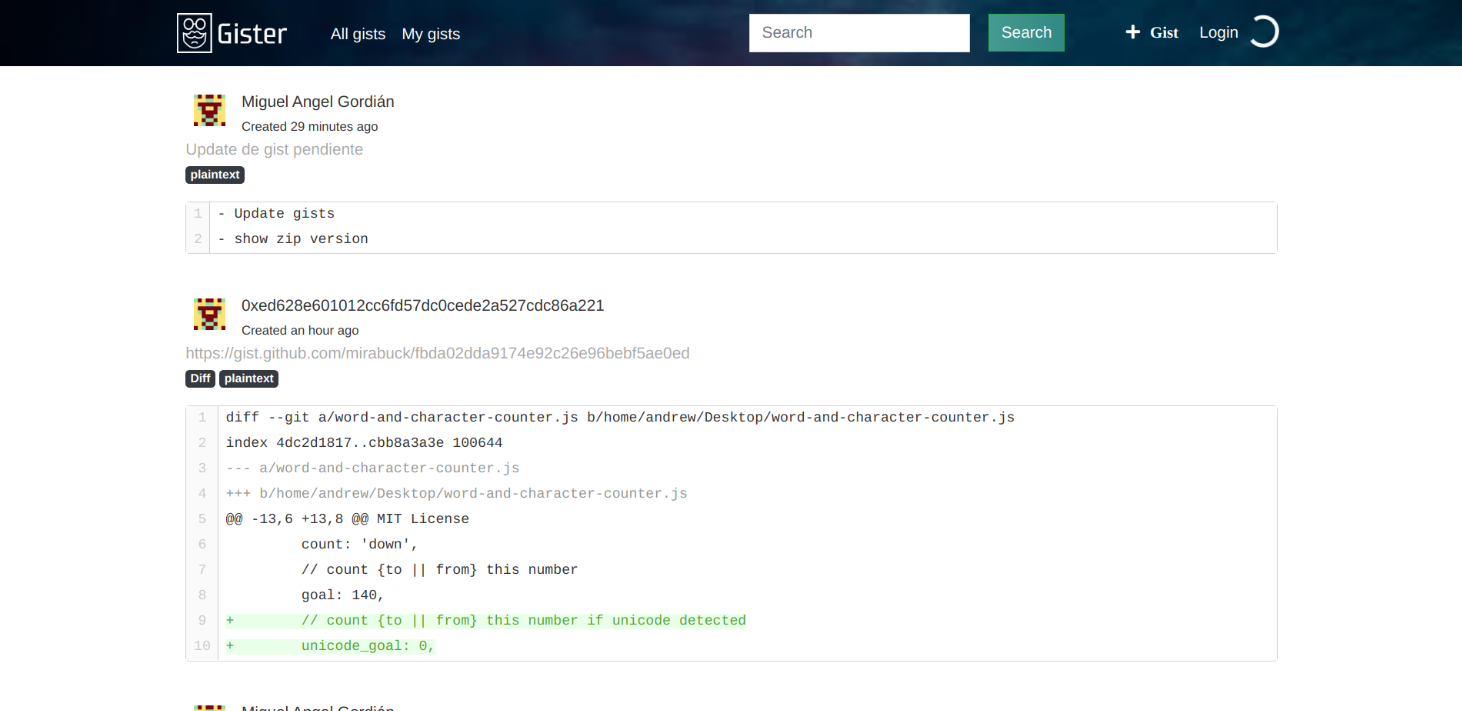 Gister
All gists My gists Search Search + Gist Login
Miguel Angel Gordián
Created 29 minutes ago
Update de gist pendiente
plaintext
1 - Update gists
2 - show zip version
0xed628e601012cc6fd57dc0cede2a527cdc86a221
Created an hour ago
https://gist.github.com/mirabuck/fbda02dda9174e92c26e96bebf5ae0ed
Diff plaintext
1 diff --git a/word-and-character-counter.js b/home/andrew/Desktop/word-and-character-counter.js
2 index 4dc2d1817..cbb8a3a3e 100644
3 --- a/word-and-character-counter.js
4 +++ b/home/andrew/Desktop/word-and-character-counter.js
5 @@ -13,6 +13,8 @@ MIT License
6 count: 'down',
7 // count {to || from} this number
8 goal: 140,
9 + // count {to || from} this number if unicode detected
10 + unicode_goal: 0,
Miguel Angel Gordián